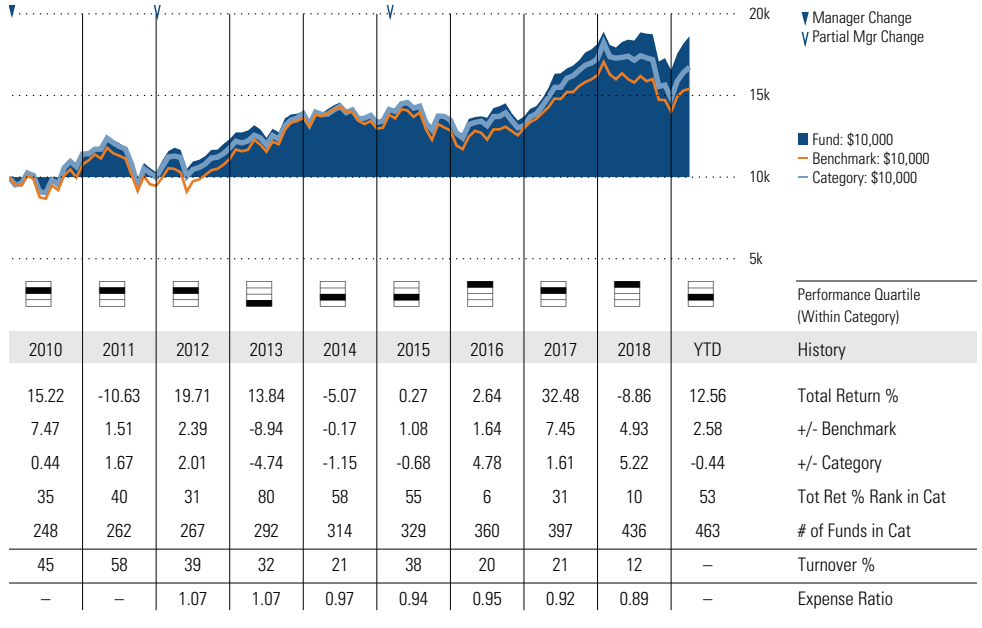 20k
15k
10k
5k
Manager Change
Partial Mgr Change
Fund: $10,000
Benchmark: $10,000
Category: $10,000
Performance Quartile
(Within Category)
2010 2011 2012 2013 2014 2015 2016 2017 2018 YTD History
15.22 -10.63 19.71 13.84 -5.07 0.27 2.64 32.48 -8.86 12.56 Total Return %
7.47 1.51 2.39 -8.94 -0.17 1.08 1.64 7.45 4.93 2.58 +/- Benchmark
0.44 1.67 2.01 -4.74 -1.15 -0.68 4.78 1.61 5.22 -0.44 +/- Category
35 40 31 80 58 55 6 31 10 53 Tot Ret % Rank in Cat
248 262 267 292 314 329 360 397 436 463 # of Funds in Cat
45 58 39 32 21 38 20 21 12 – Turnover %
– – 1.07 1.07 0.97 0.94 0.95 0.92 0.89 – Expense Ratio